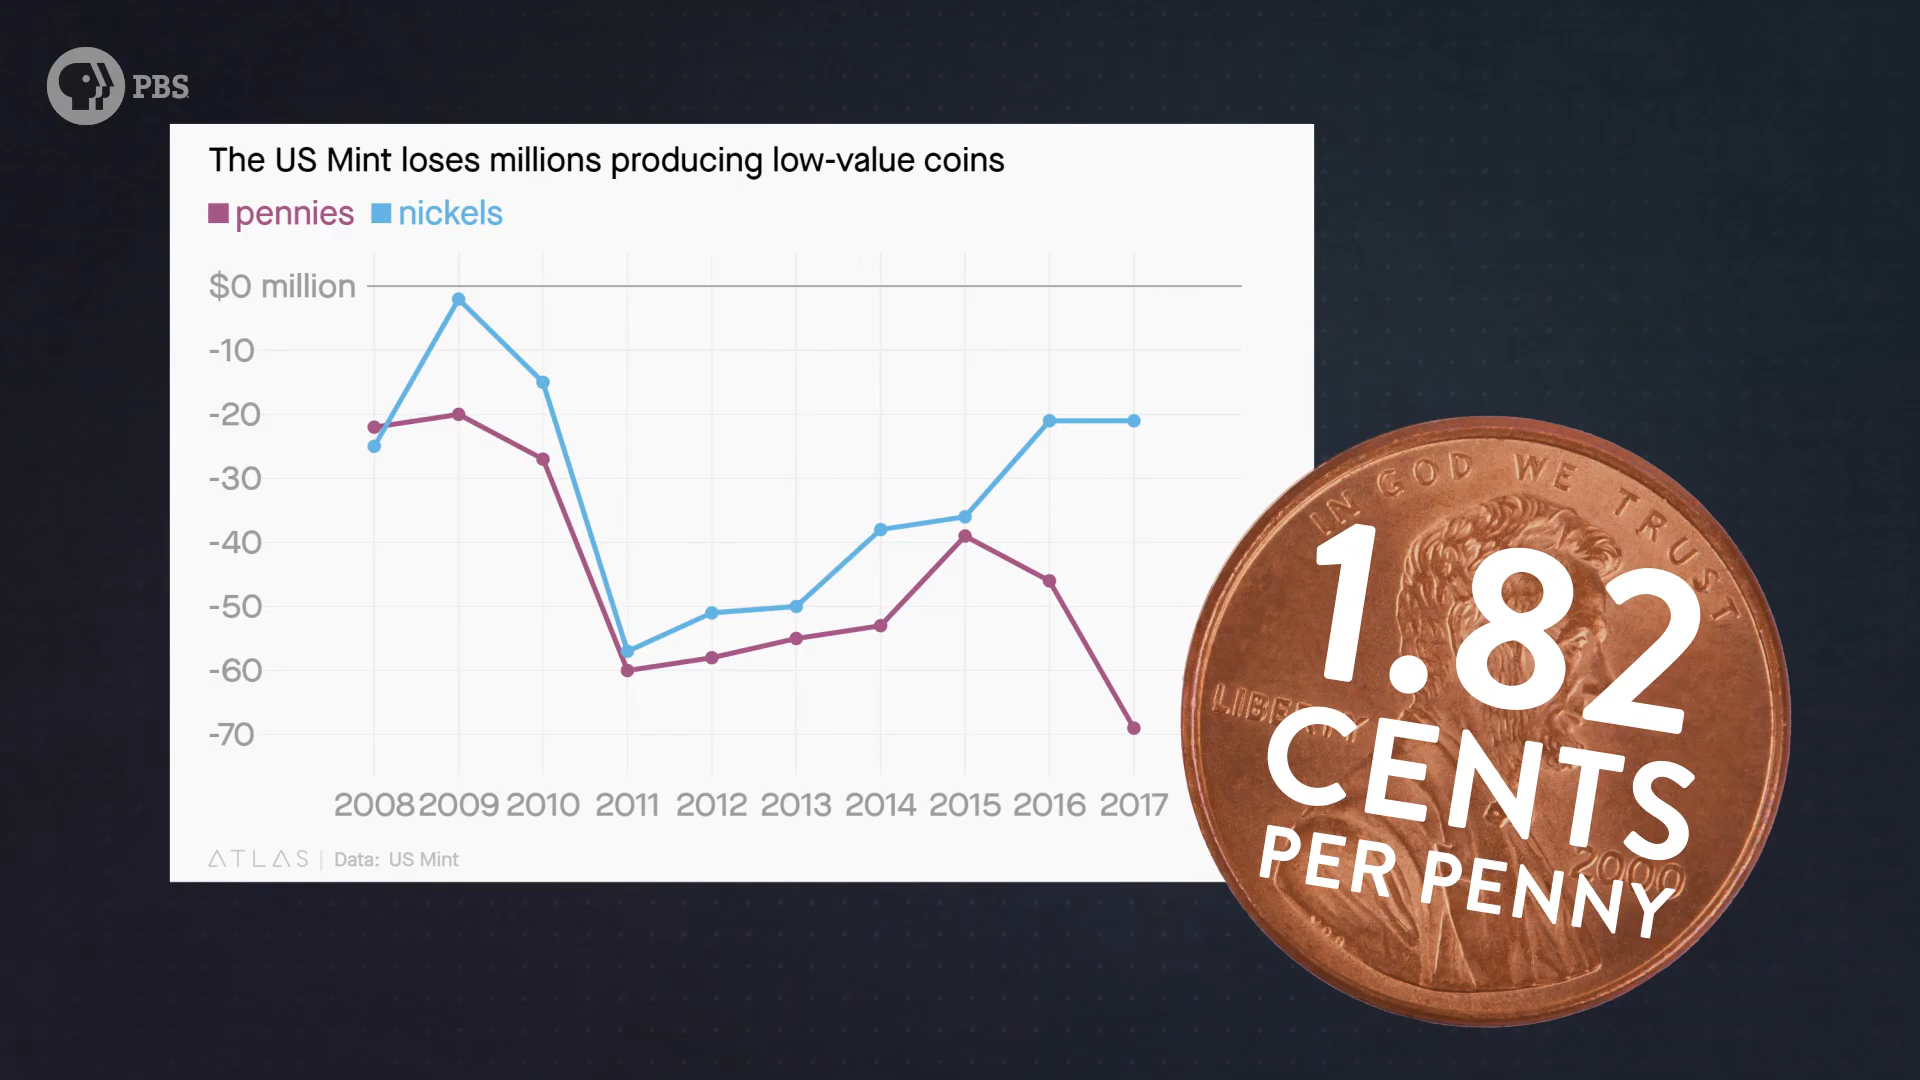 PBS
The US Mint loses millions producing low-value coins
pennies nickels
$0 million
-10
-20
-30
-40
-50
-60
-70
2008 2009 2010 2011 2012 2013 2014 2015 2016 2017
ATLAS | Data: US Mint
IN GOD WE TRUST
LIBERTY
1.82
CENTS
PER PENNY
2000